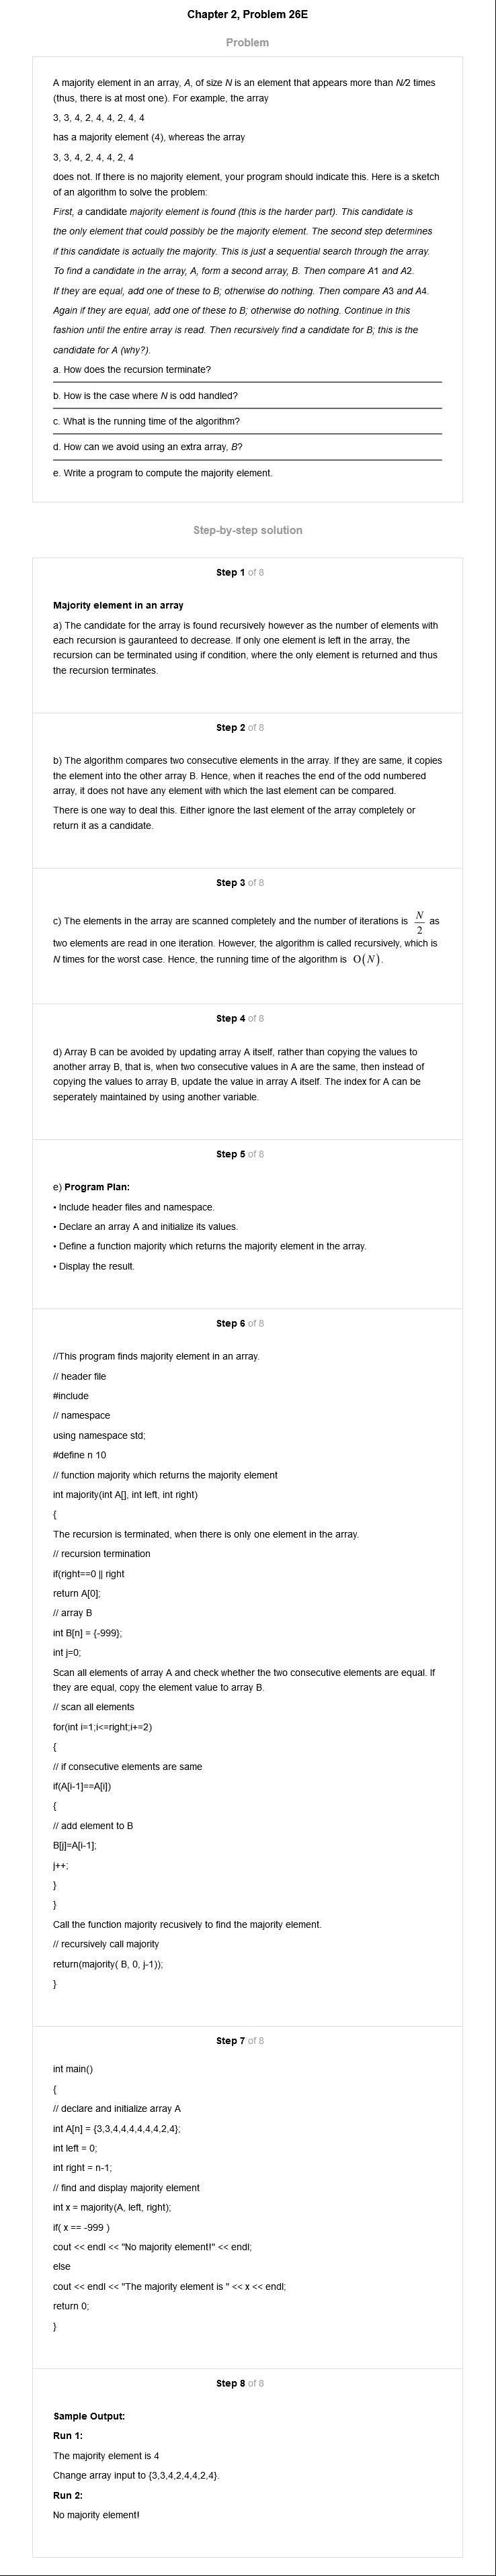 Chapter 2, Problem 26E
Problem
A majority element in an array, A, of size N is an element that appears more than N/2 times
(thus, there is at most one). For example, the array
3, 3, 4, 2, 4, 4, 2, 4, 4
has a majority element (4), whereas the array
3, 3, 4, 2, 4, 4, 2, 4
does not. If there is no majority element, your program should indicate this. Here is a sketch
of an algorithm to solve the problem:
First, a candidate majority element is found (this is the harder part). This candidate is
the only element that could possibly be the majority element. The second step determines
if this candidate is actually the majority. This is just a sequential search through the array.
To find a candidate in the array, A, form a second array, B. Then compare A1 and A2.
If they are equal, add one of these to B; otherwise do nothing. Then compare A3 and A4.
Again if they are equal, add one of these to B; otherwise do nothing. Continue in this
fashion until the entire array is read. Then recursively find a candidate for B; this is the
candidate for A (why?).
a. How does the recursion terminate?
b. How is the case where N is odd handled?
c. What is the running time of the algorithm?
d. How can we avoid using an extra array, B?
e. Write a program to compute the majority element.
Step-by-step solution
Step 1 of 8
Majority element in an array
a) The candidate for the array is found recursively however as the number of elements with
each recursion is gauranteed to decrease. If only one element is left in the array, the
recursion can be terminated using if condition, where the only element is returned and thus
the recursion terminates.
Step 2 of 8
b) The algorithm compares two consecutive elements in the array. If they are same, it copies
the element into the other array B. Hence, when it reaches the end of the odd numbered
array, it does not have any element with which the last element can be compared.
There is one way to deal this. Either ignore the last element of the array completely or
return it as a candidate.
Step 3 of 8
c) The elements in the array are scanned completely and the number of iterations is N/2 as
two elements are read in one iteration. However, the algorithm is called recursively, which is
N times for the worst case. Hence, the running time of the algorithm is O(N).
Step 4 of 8
d) Array B can be avoided by updating array A itself, rather than copying the values to
another array B, that is, when two consecutive values in A are the same, then instead of
copying the values to array B, update the value in array A itself. The index for A can be
seperately maintained by using another variable.
Step 5 of 8
e) Program Plan:
• Include header files and namespace.
• Declare an array A and initialize its values.
• Define a function majority which returns the majority element in the array.
• Display the result.
Step 6 of 8
//This program finds majority element in an array.
// header file
#include
// namespace
using namespace std;
#define n 10
// function majority which returns the majority element
int majority(int A[], int left, int right)
{
The recursion is terminated, when there is only one element in the array.
// recursion termination
if(right==0 || right
return A[0];
// array B
int B[n] = {-999};
int j=0;
Scan all elements of array A and check whether the two consecutive elements are equal. If
they are equal, copy the element value to array B.
// scan all elements
for(int i=1;i<=right;i+=2)
{
// if consecutive elements are same
if(A[i-1]==A[i])
{
// add element to B
B[j]=A[i-1];
j++;
}
}
Call the function majority recusively to find the majority element.
// recursively call majority
return(majority( B, 0, j-1));
}
Step 7 of 8
int main()
{
// declare and initialize array A
int A[n] = {3,3,4,4,4,4,4,4,2,4};
int left = 0;
int right = n-1;
// find and display majority element
int x = majority(A, left, right);
if( x == -999 )
cout << endl << "No majority element!" << endl;
else
cout << endl << "The majority element is " << x << endl;
return 0;
}
Step 8 of 8
Sample Output:
Run 1:
The majority element is 4
Change array input to {3,3,4,2,4,4,2,4}.
Run 2:
No majority element!